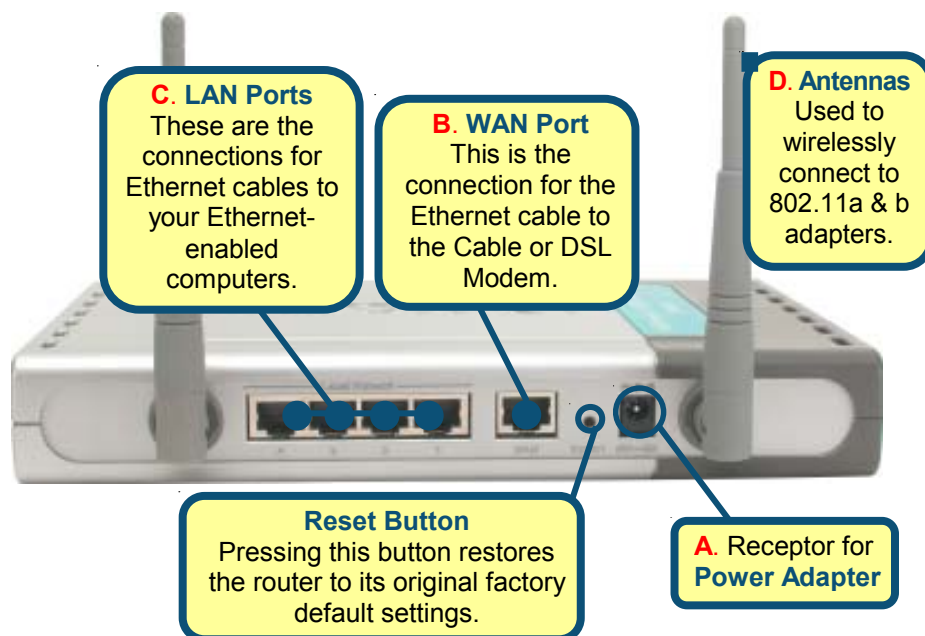 C. LAN Ports
These are the
connections for
Ethernet cables to
your Ethernet-
enabled
computers.
B. WAN Port
This is the
connection for the
Ethernet cable to
the Cable or DSL
Modem.
D. Antennas
Used to
wirelessly
connect to
802.11a & b
adapters.
Reset Button
Pressing this button restores
the router to its original factory
default settings.
A. Receptor for
Power Adapter